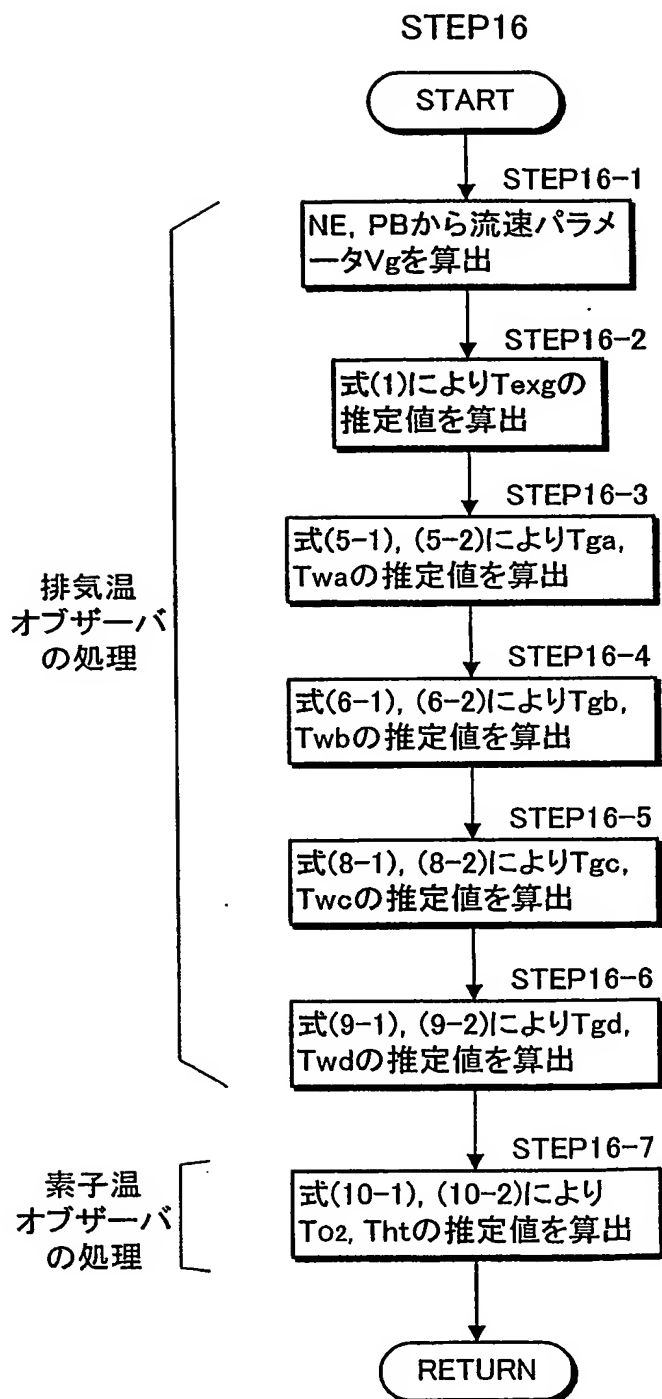 STEP16
START
STEP16-1
NE, PBから流速パラメ
ータVgを算出
STEP16-2
式(1)によりTexgの
推定値を算出
STEP16-3
式(5-1), (5-2)によりTga,
Twaの推定値を算出
排気温
オブザーバ
の処理
STEP16-4
式(6-1), (6-2)によりTgb,
Twbの推定値を算出
STEP16-5
式(8-1), (8-2)によりTgc,
Twcの推定値を算出
STEP16-6
式(9-1), (9-2)によりTgd,
Twdの推定値を算出
素子温
オブザーバ
の処理
STEP16-7
式(10-1), (10-2)により
To2, Thtの推定値を算出
RETURN